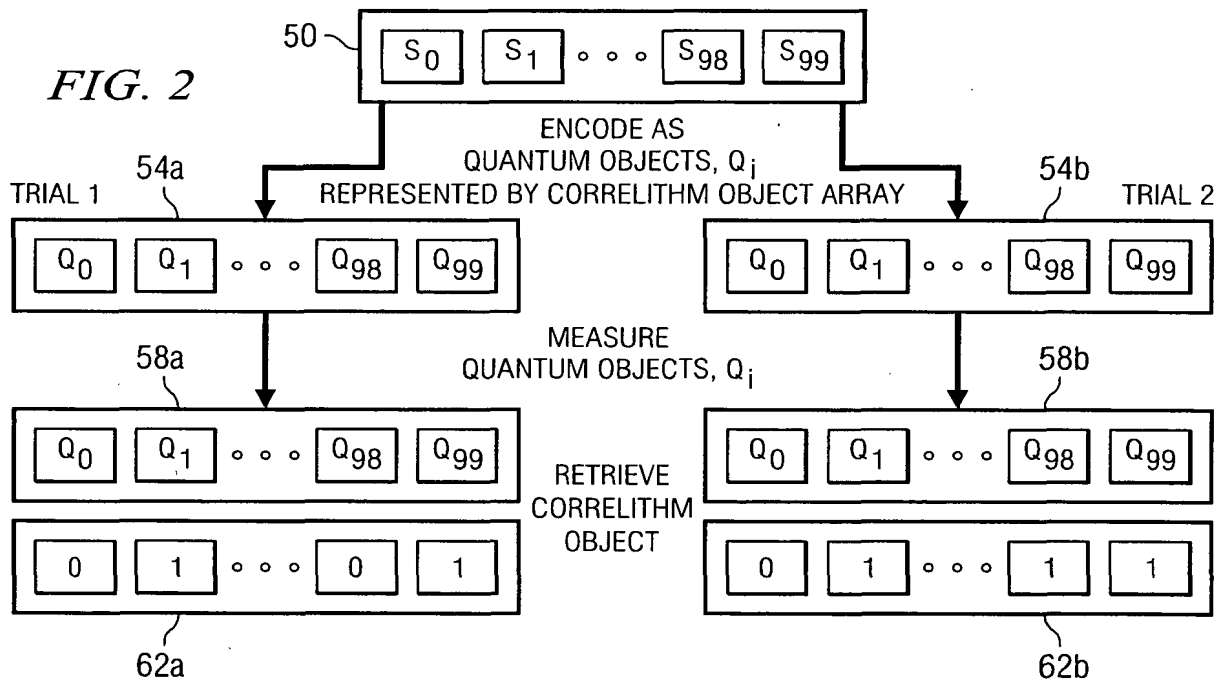 50
S0 S1 ∘ ∘ ∘ S98 S99
FIG. 2
ENCODE AS
QUANTUM OBJECTS, Qi
REPRESENTED BY CORRELITHM OBJECT ARRAY
TRIAL 1 54a
54b TRIAL 2
Q0 Q1 ∘ ∘ ∘ Q98 Q99
Q0 Q1 ∘ ∘ ∘ Q98 Q99
MEASURE
QUANTUM OBJECTS, Qi
58a
58b
Q0 Q1 ∘ ∘ ∘ Q98 Q99
Q0 Q1 ∘ ∘ ∘ Q98 Q99
RETRIEVE
CORRELITHM
OBJECT
0 1 ∘ ∘ ∘ 0 1
0 1 ∘ ∘ ∘ 1 1
62a
62b